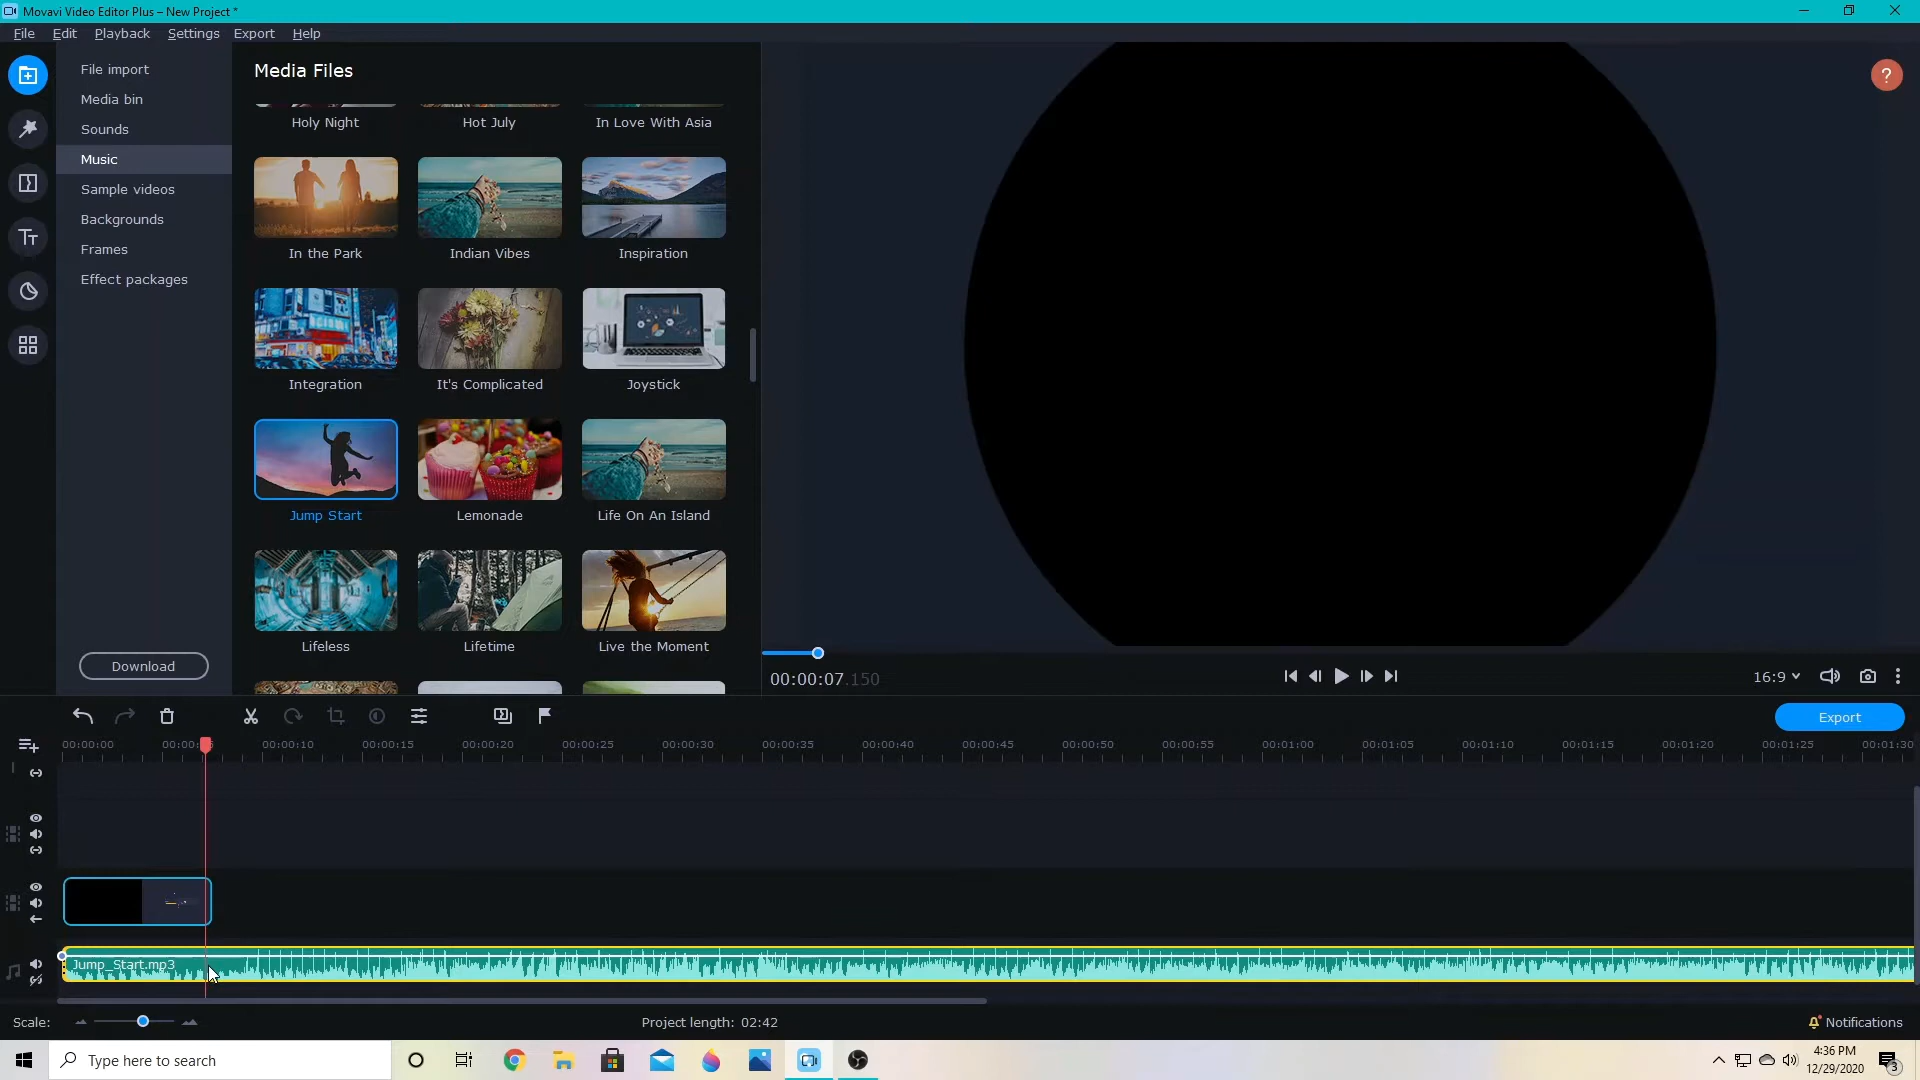 Movavi Video Editor Plus – New Project *
File Edit Playback Settings Export Help
File import
Media bin
Sounds
Music
Sample videos
Backgrounds
Frames
Effect packages
Download
Media Files
Holy Night Hot July In Love With Asia
In the Park Indian Vibes Inspiration
Integration It's Complicated Joystick
Jump Start Lemonade Life On An Island
Lifeless Lifetime Live the Moment
?
00:00:07.150
16:9
Export
00:00:00 00:00:10 00:00:15 00:00:20 00:00:25 00:00:30 00:00:35 00:00:40 00:00:45 00:00:50 00:00:55 00:01:00 00:01:05 00:01:10 00:01:15 00:01:20 00:01:25 00:01:30
Jump_Start.mp3
Scale:
Project length: 02:42
Notifications
Type here to search
4:36 PM
12/29/2020
3